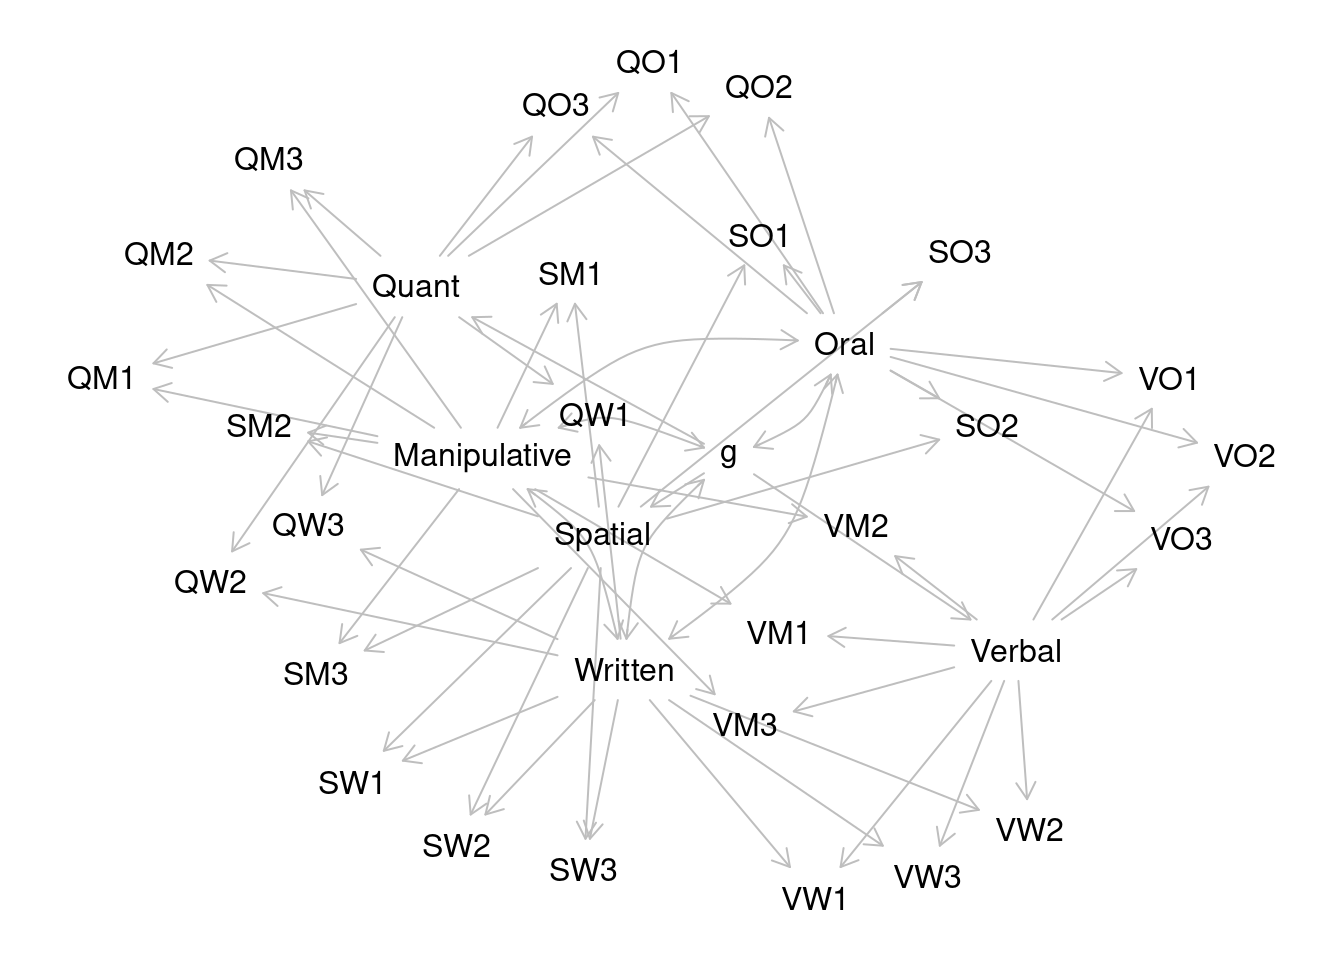 QO1
QO2
QO3
QM3
SO1
SO3
QM2
SM1
Quant
Oral
QM1
VO1
QW1
SM2
SO2
Manipulative
g
VO2
QW3
Spatial
VM2
VO3
QW2
VM1
Verbal
SM3
Written
VM3
SW1
VW2
SW2
SW3
VW3
VW1